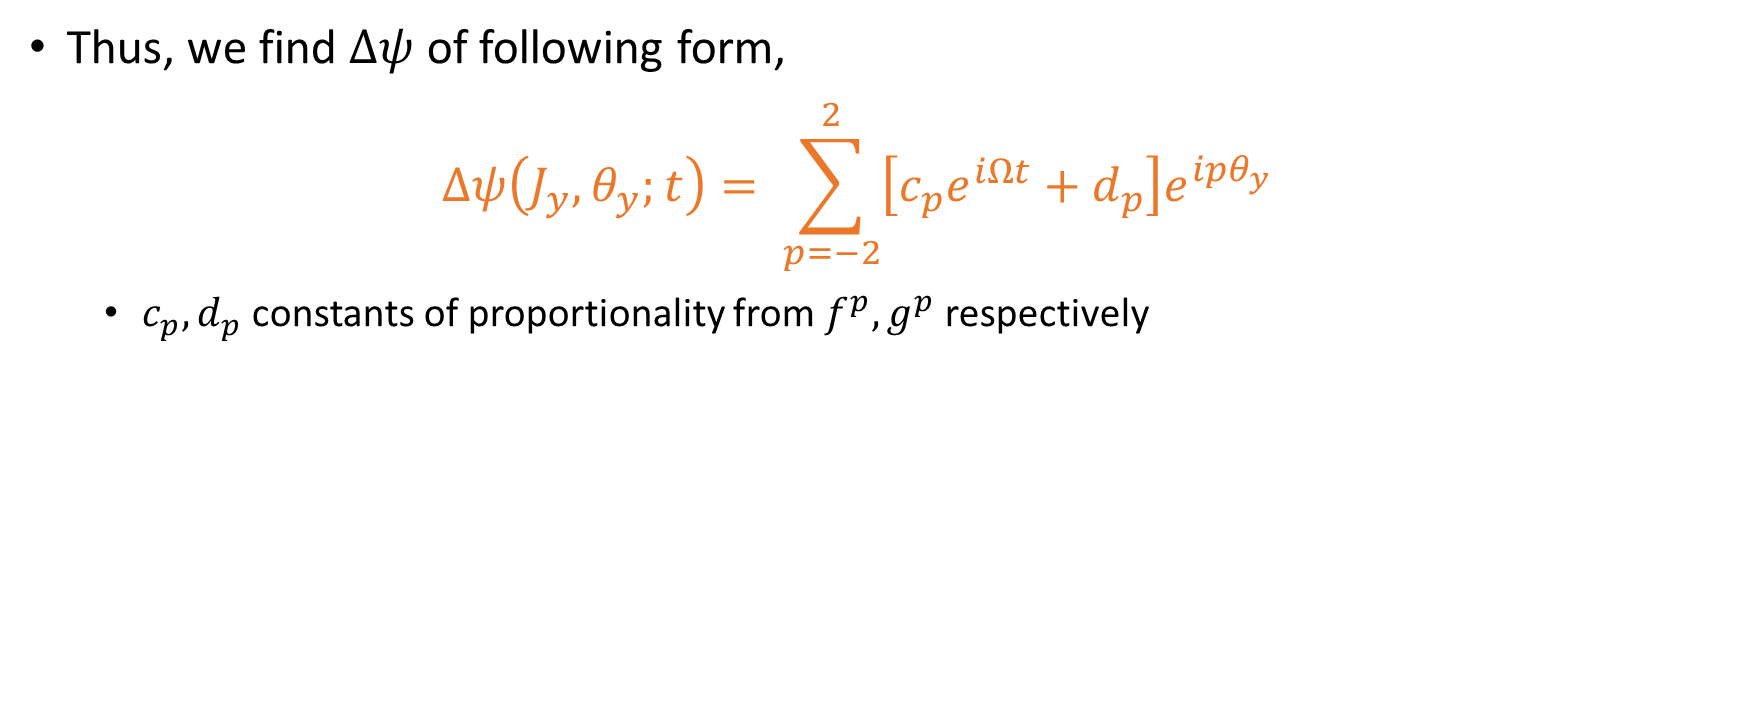 • Thus, we find Δ𝜓 of following form,
Δ𝜓(J_y, θ_y; t) = \sum_{p=-2}^{2} [c_p e^{iΩt} + d_p] e^{ipθ_y}
• c_p, d_p constants of proportionality from f^p, g^p respectively